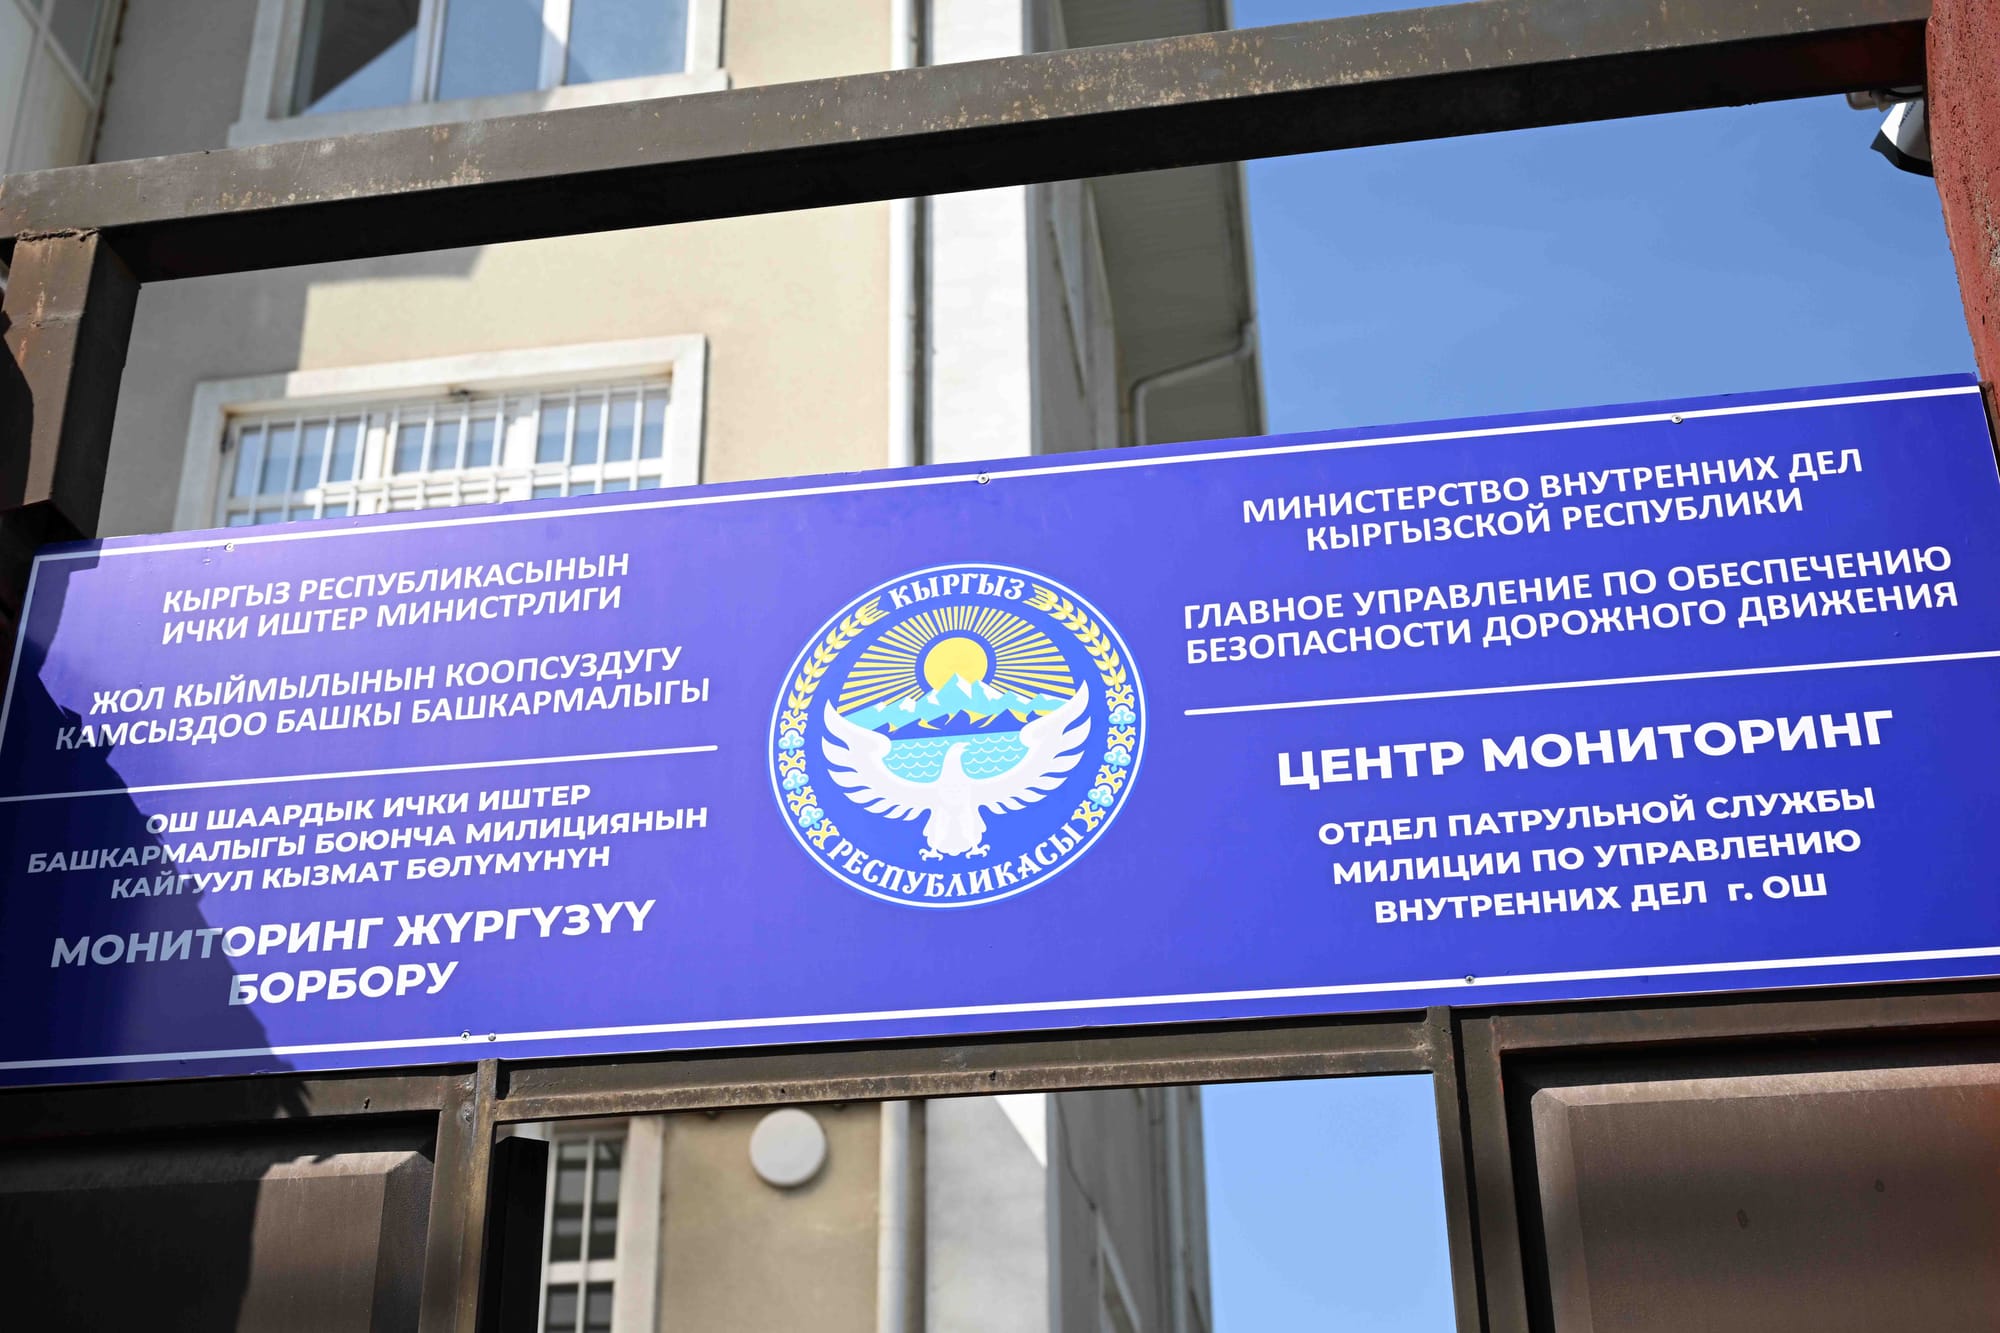 КЫРГЫЗ РЕСПУБЛИКАСЫНЫН
ИЧКИ ИШТЕР МИНИСТРЛИГИ
ЖОЛ КЫЙМЫЛЫНЫН КООПСУЗДУГУ
КАМСЫЗДОО БАШКЫ БАШКАРМАЛЫГЫ
ОШ ШААРДЫК ИЧКИ ИШТЕР
БАШКАРМАЛЫГЫ БОЮНЧА МИЛИЦИЯНЫН
КАЙГУУЛ КЫЗМАТ БӨЛҮМҮНҮН
МОНИТОРИНГ ЖҮРГҮЗҮҮ
БОРБОРУ
КЫРГЫЗ
РЕСПУБЛИКАСЫ
МИНИСТЕРСТВО ВНУТРЕННИХ ДЕЛ
КЫРГЫЗСКОЙ РЕСПУБЛИКИ
ГЛАВНОЕ УПРАВЛЕНИЕ ПО ОБЕСПЕЧЕНИЮ
БЕЗОПАСНОСТИ ДОРОЖНОГО ДВИЖЕНИЯ
ЦЕНТР МОНИТОРИНГ
ОТДЕЛ ПАТРУЛЬНОЙ СЛУЖБЫ
МИЛИЦИИ ПО УПРАВЛЕНИЮ
ВНУТРЕННИХ ДЕЛ г. ОШ